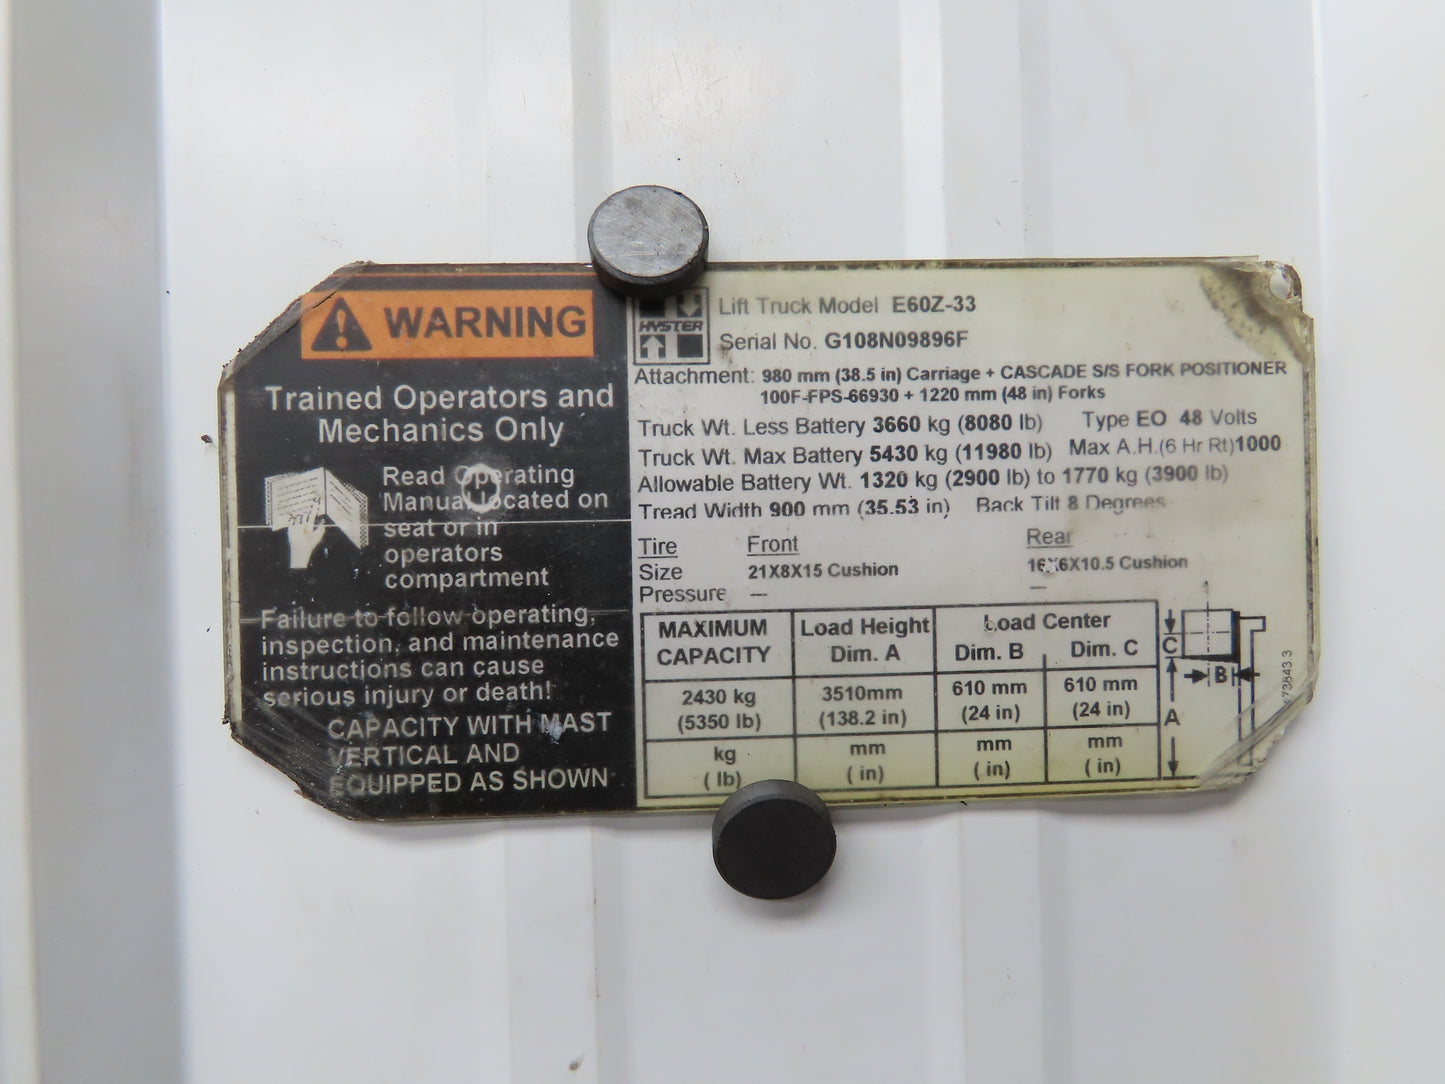 WARNING
Trained Operators and
Mechanics Only
Read Operating
Manual located on
seat or in
operators
compartment
Failure to follow operating,
inspection, and maintenance
instructions can cause
serious injury or death!
CAPACITY WITH MAST
VERTICAL AND
EQUIPPED AS SHOWN
HYSTER
Lift Truck Model E60Z-33
Serial No. G108N09896F
Attachment: 980 mm (38.5 in) Carriage + CASCADE S/S FORK POSITIONER
100F-FPS-66930 + 1220 mm (48 in) Forks
Truck Wt. Less Battery 3660 kg (8080 lb) Type EO 48 Volts
Truck Wt. Max Battery 5430 kg (11980 lb) Max A.H.(6 Hr Rt)1000
Allowable Battery Wt. 1320 kg (2900 lb) to 1770 kg (3900 lb)
Tread Width 900 mm (35.53 in) Back Tilt 8 Degrees
Tire Front Rear
Size 21X8X15 Cushion 16X6X10.5 Cushion
Pressure --- ---
MAXIMUM CAPACITY Load Height Dim. A Load Center
Dim. B Dim. C
2430 kg 3510mm 610 mm 610 mm
(5350 lb) (138.2 in) (24 in) (24 in)
kg mm mm mm
( lb) ( in) ( in) ( in)
C
B
A